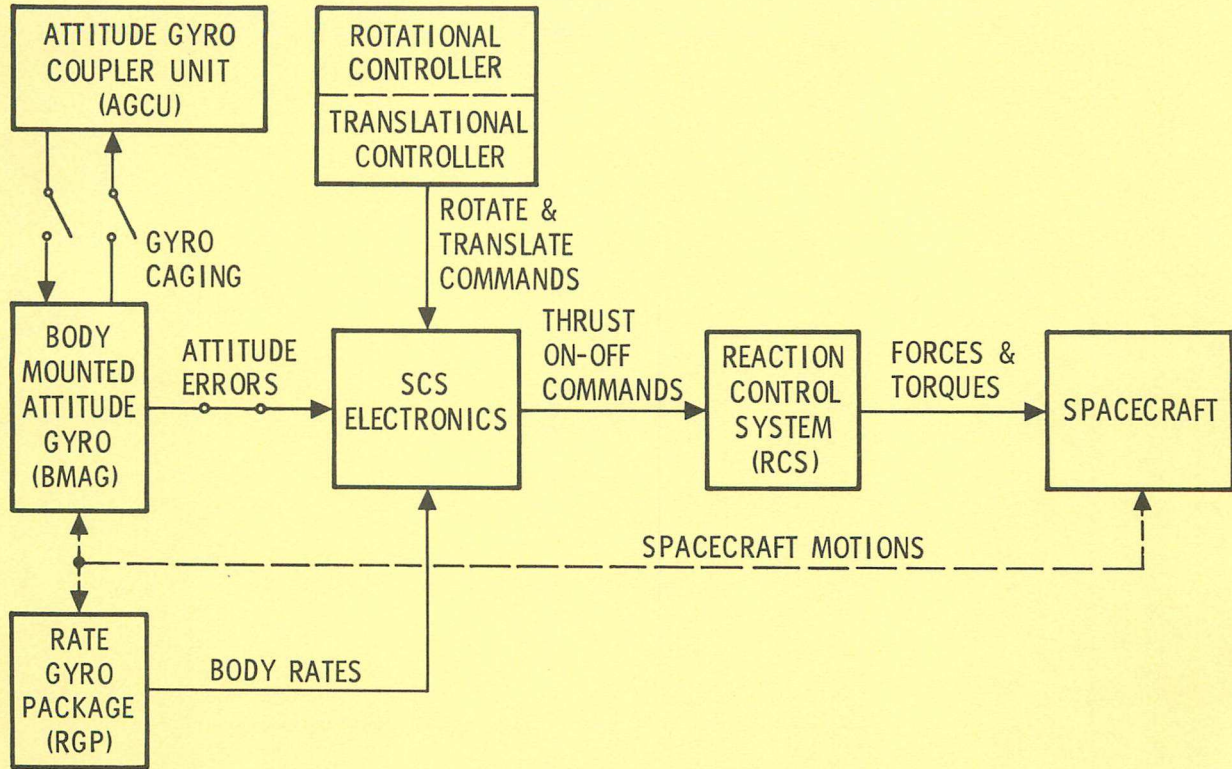 ATTITUDE GYRO
COUPLER UNIT
(AGCU)
ROTATIONAL
CONTROLLER
TRANSLATIONAL
CONTROLLER
GYRO
CAGING
ROTATE &
TRANSLATE
COMMANDS
BODY
MOUNTED
ATTITUDE
GYRO
(BMAG)
ATTITUDE
ERRORS
SCS
ELECTRONICS
THRUST
ON-OFF
COMMANDS
REACTION
CONTROL
SYSTEM
(RCS)
FORCES &
TORQUES
SPACECRAFT
SPACECRAFT MOTIONS
RATE
GYRO
PACKAGE
(RGP)
BODY RATES